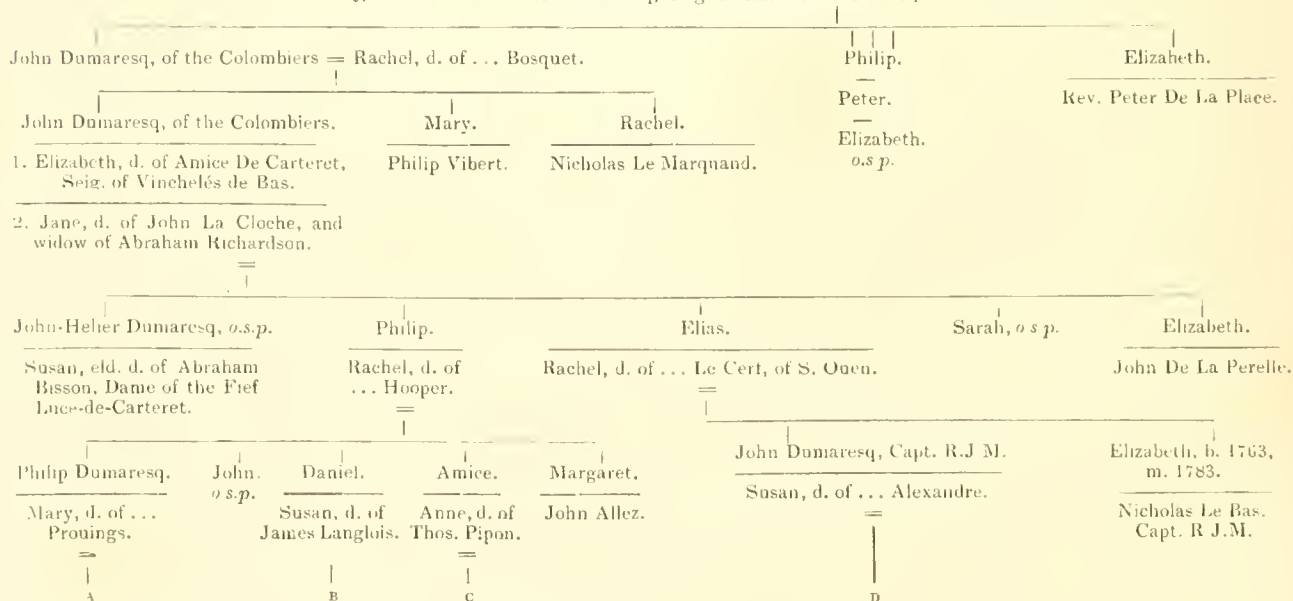 John Dumaresq, of the Colombiers = Rachel, d. of ... Bosquet.
Philip.
Peter.
Elizabeth.
o.s p.
Elizabeth.
Rev. Peter De La Place.
John Dumaresq, of the Colombiers.
1. Elizabeth, d. of Amice De Carteret,
Seig. of Vinchelés de Bas.
2. Jane, d. of John La Cloche, and
widow of Abraham Richardson.
=
Mary.
Philip Vibert.
Rachel.
Nicholas Le Marquand.
John-Helier Dumaresq, o.s.p.
Susan, eld. d. of Abraham
Bisson, Dame of the Fief
Luce-de-Carteret.
Philip.
Rachel, d. of
... Hooper.
=
Elias.
Rachel, d. of ... Le Cert, of S. Ouen.
=
Sarah, o s p.
Elizabeth.
John De La Perelle.
Philip Dumaresq.
Mary, d. of ...
Prouings.
=
A
John.
o s.p.
Daniel.
Susan, d. of
James Langlois.
B
Amice.
Anne, d. of
Thos. Pipon.
=
C
Margaret.
John Allez.
John Dumaresq, Capt. R.J M.
Susan, d. of ... Alexandre.
=
D
Elizabeth, b. 1763,
m. 1783.
Nicholas Le Bas.
Capt. R J.M.